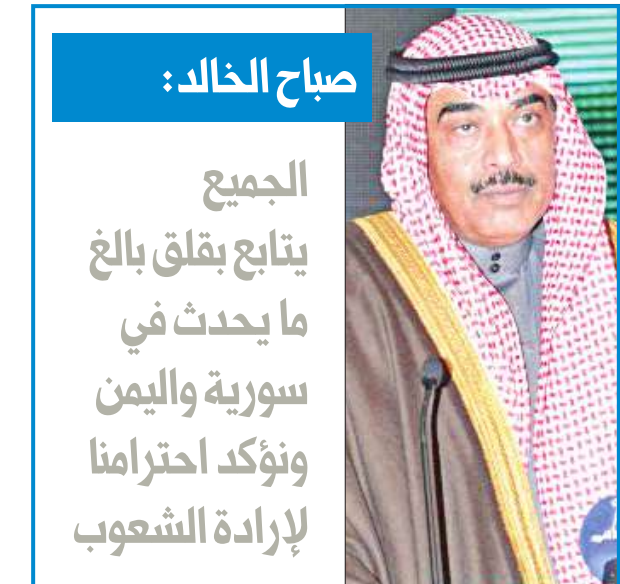 صباح الخالد:
الجميع
يتابع بقلق بالغ
ما يحدث في
سورية واليمن
ونؤكد احترامنا
لإرادة الشعوب